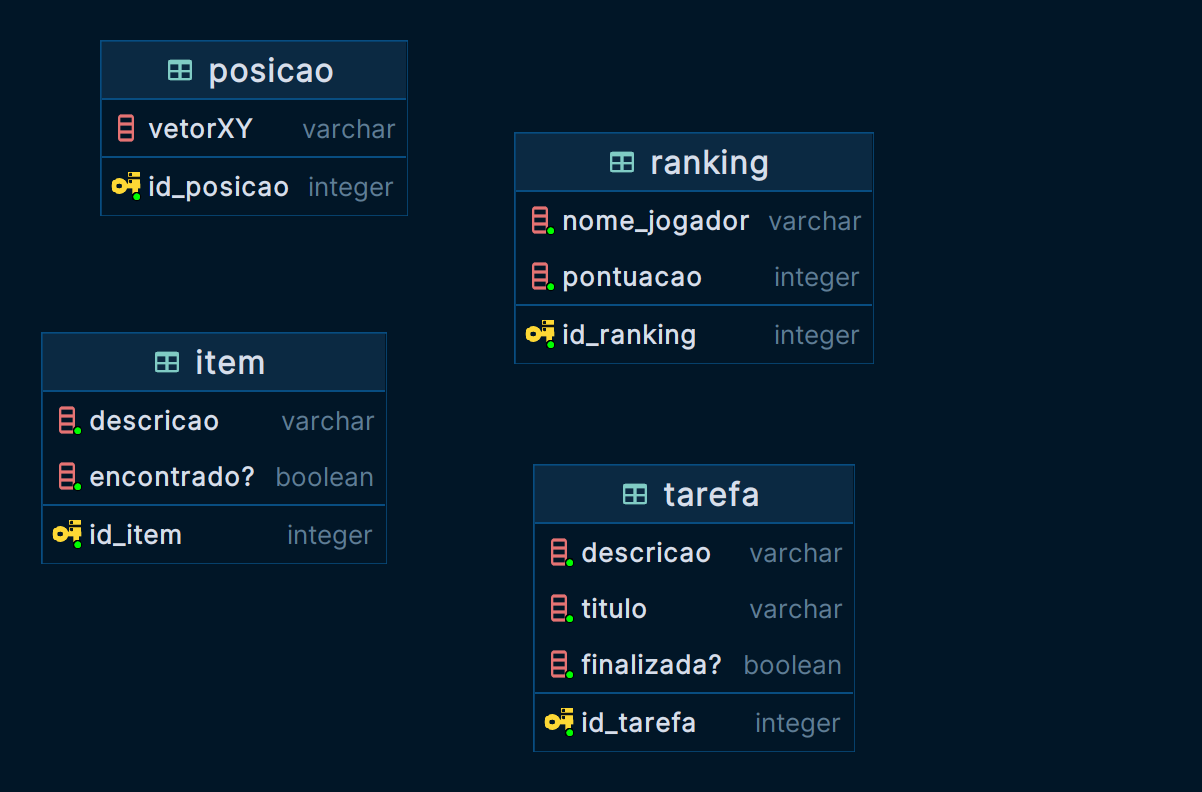 posicao
vetorXY varchar
id_posicao integer
ranking
nome_jogador varchar
pontuacao integer
id_ranking integer
item
descricao varchar
encontrado? boolean
id_item integer
tarefa
descricao varchar
titulo varchar
finalizada? boolean
id_tarefa integer